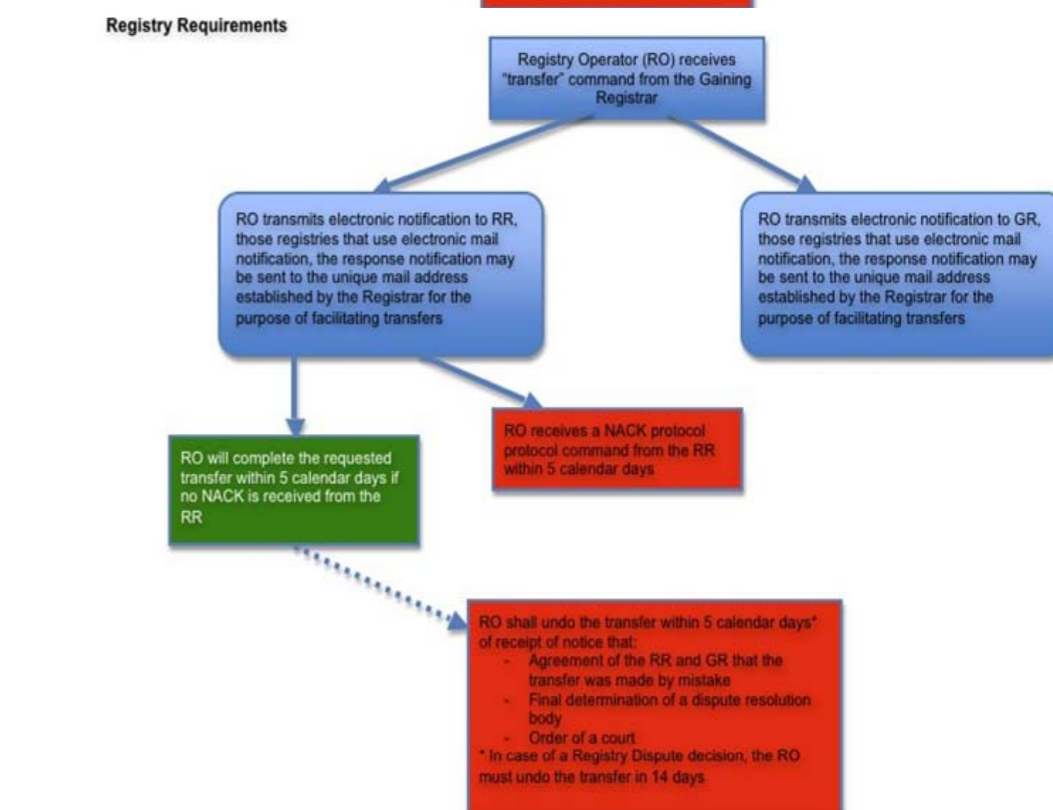 Registry Requirements
Registry Operator (RO) receives
"transfer" command from the Gaining
Registrar
RO transmits electronic notification to RR,
those registries that use electronic mail
notification, the response notification may
be sent to the unique mail address
established by the Registrar for the
purpose of facilitating transfers
RO transmits electronic notification to GR,
those registries that use electronic mail
notification, the response notification may
be sent to the unique mail address
established by the Registrar for the
purpose of facilitating transfers
RO will complete the requested
transfer within 5 calendar days if
no NACK is received from the
RR
RO receives a NACK protocol
protocol command from the RR
within 5 calendar days
RO shall undo the transfer within 5 calendar days*
of receipt of notice that:
- Agreement of the RR and GR that the
transfer was made by mistake
- Final determination of a dispute resolution
body
- Order of a court
* In case of a Registry Dispute decision, the RO
must undo the transfer in 14 days